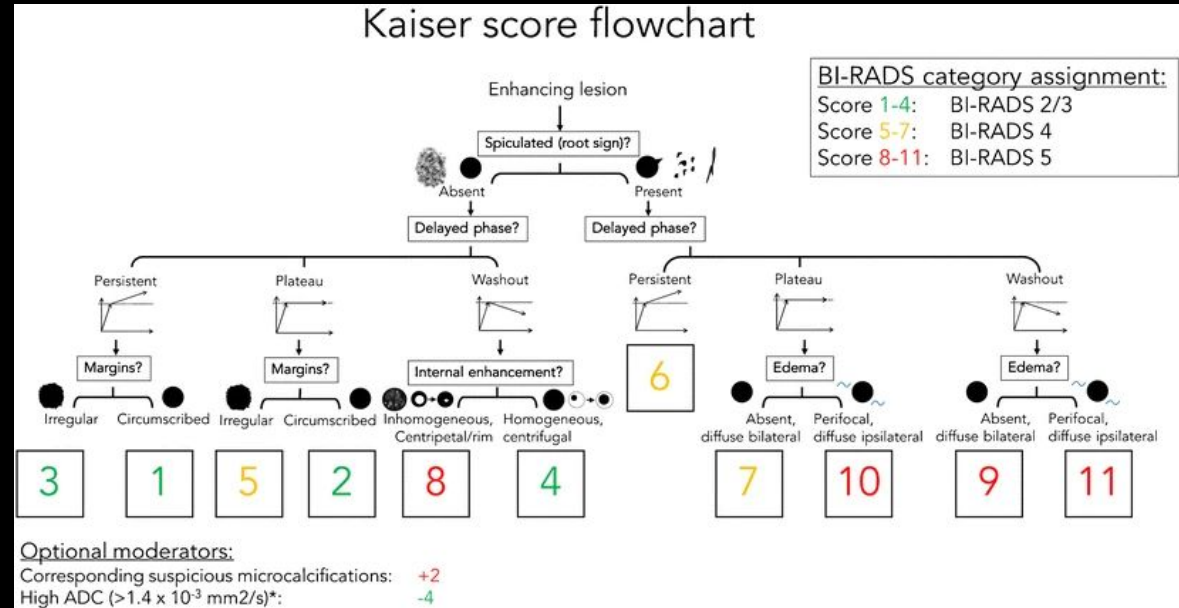 Kaiser score flowchart
BI-RADS category assignment:
Score 1-4: BI-RADS 2/3
Score 5-7: BI-RADS 4
Score 8-11: BI-RADS 5
Enhancing lesion
Spiculated (root sign)?
Absent
Present
Delayed phase?
Delayed phase?
Persistent
Plateau
Washout
Persistent
Plateau
Washout
Margins?
Margins?
Internal enhancement?
6
Edema?
Edema?
Irregular
Circumscribed
Irregular
Circumscribed
Inhomogeneous,
Centripetal/rim
Homogeneous,
centrifugal
Absent,
diffuse bilateral
Perifocal,
diffuse ipsilateral
Absent,
diffuse bilateral
Perifocal,
diffuse ipsilateral
3
1
5
2
8
4
7
10
9
11
Optional moderators:
Corresponding suspicious microcalcifications: +2
High ADC (>1.4 x 10⁻³ mm2/s)*: -4